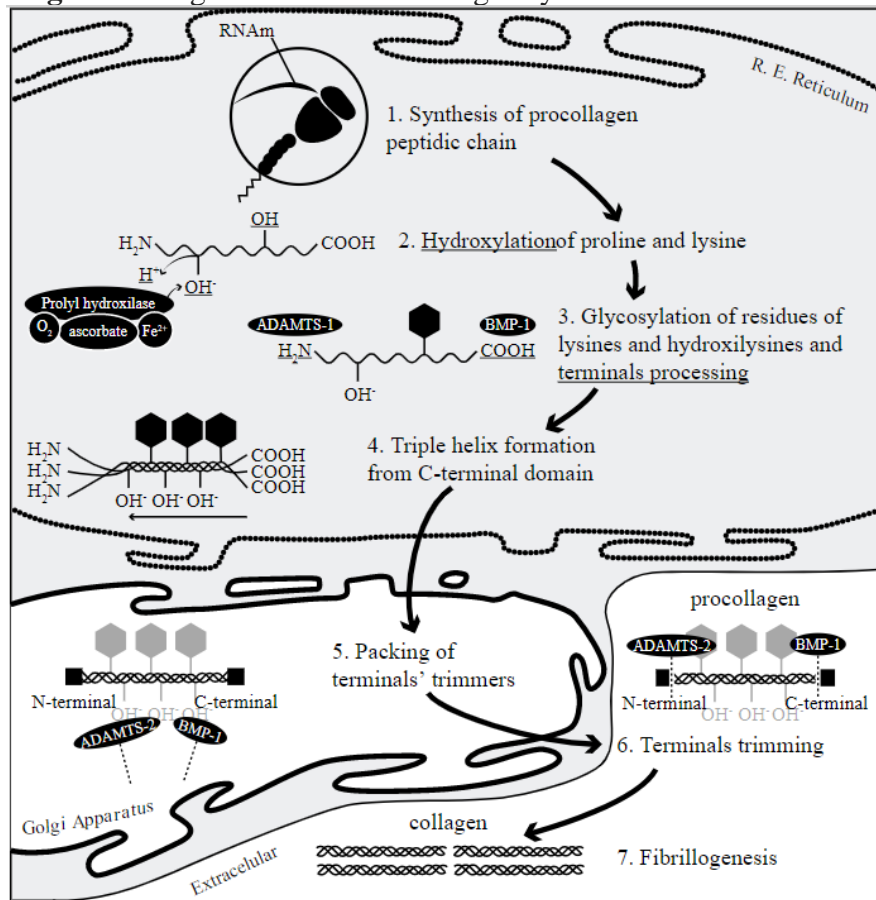 RNAm
R. E. Reticulum
1. Synthesis of procollagen
peptidic chain
OH
H₂N
COOH
2. Hydroxylation of proline and lysine
H⁺
OH⁻
Prolyl hydroxilase
O₂
ascorbate
Fe²⁺
ADAMTS-1
BMP-1
H₂N
COOH
OH⁻
3. Glycosylation of residues of
lysines and hydroxilysines and
terminals processing
4. Triple helix formation
from C-terminal domain
H₂N
H₂N
H₂N
COOH
COOH
COOH
OH⁻ OH⁻ OH⁻
procollagen
5. Packing of
terminals' trimmers
N-terminal
C-terminal
OH⁻ OH⁻ OH⁻
ADAMTS-2
BMP-1
ADAMTS-2
BMP-1
N-terminal
C-terminal
OH⁻ OH⁻ OH⁻
6. Terminals trimming
Golgi Apparatus
Extracelular
collagen
7. Fibrillogenesis